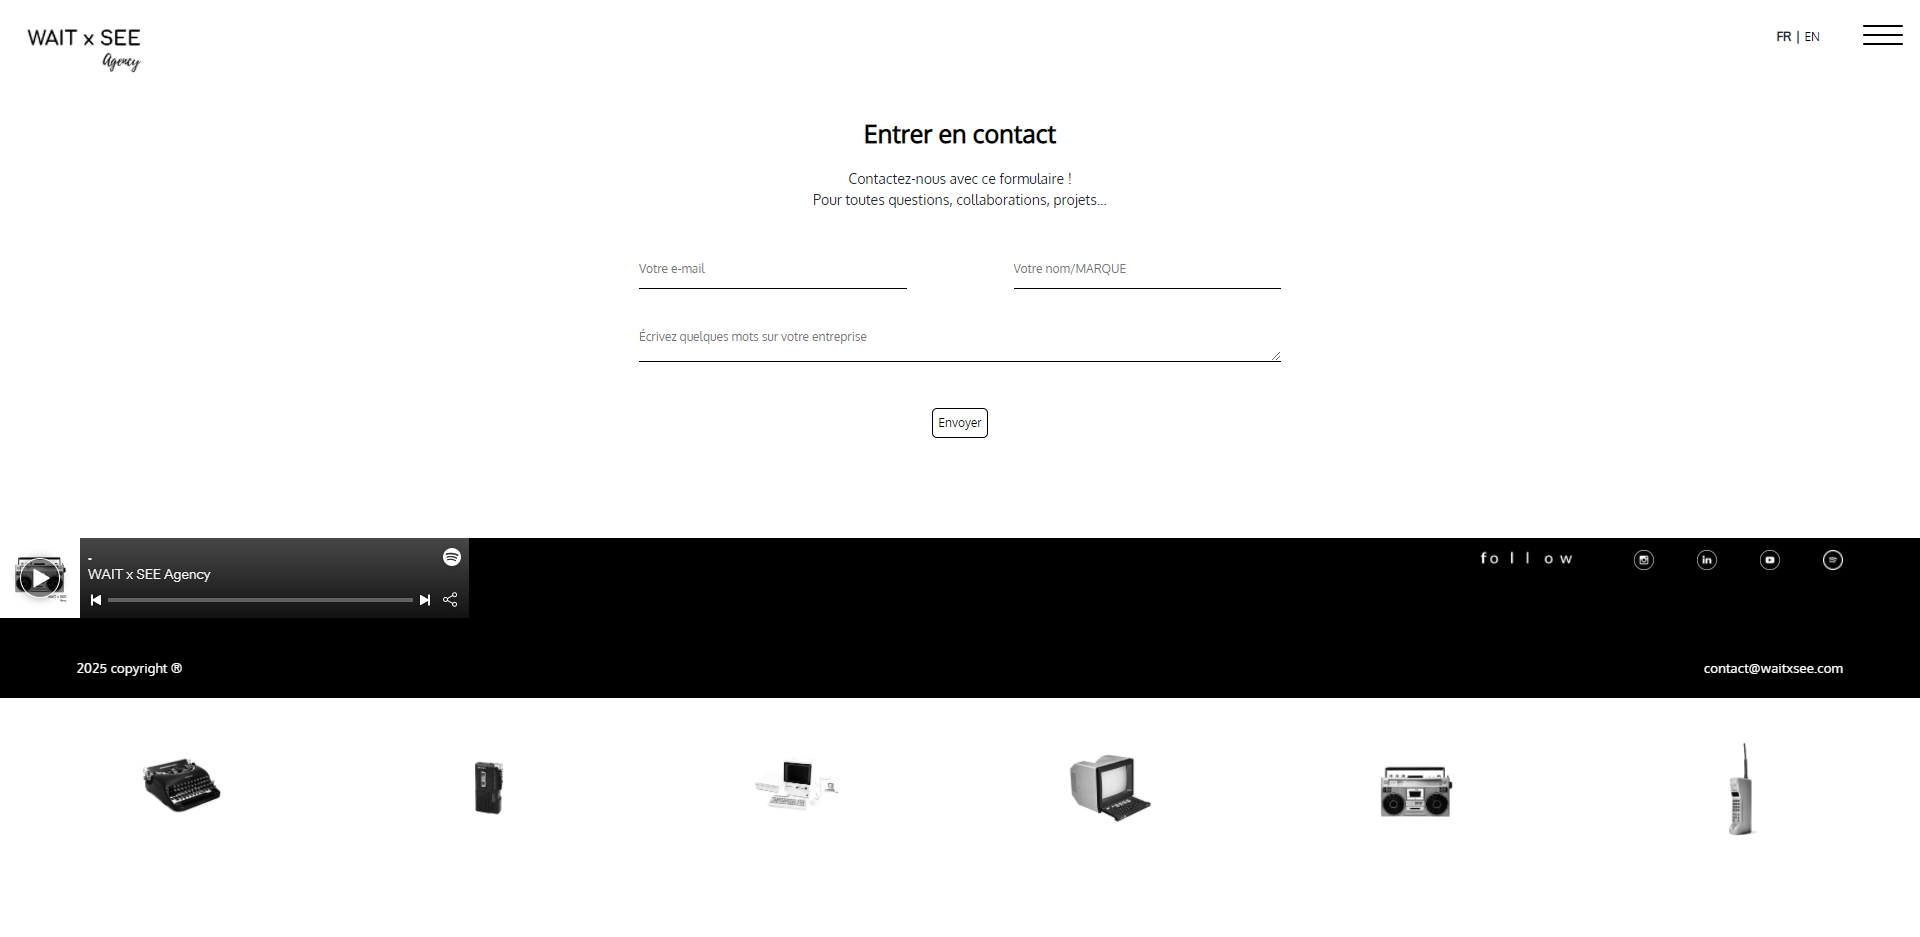 WAIT x SEE
Agency
FR | EN
Entrer en contact
Contactez-nous avec ce formulaire !
Pour toutes questions, collaborations, projets...
Votre e-mail
Votre nom/MARQUE
Écrivez quelques mots sur votre entreprise
Envoyer
-
WAIT x SEE Agency
follow
2025 copyright ®
contact@waitxsee.com